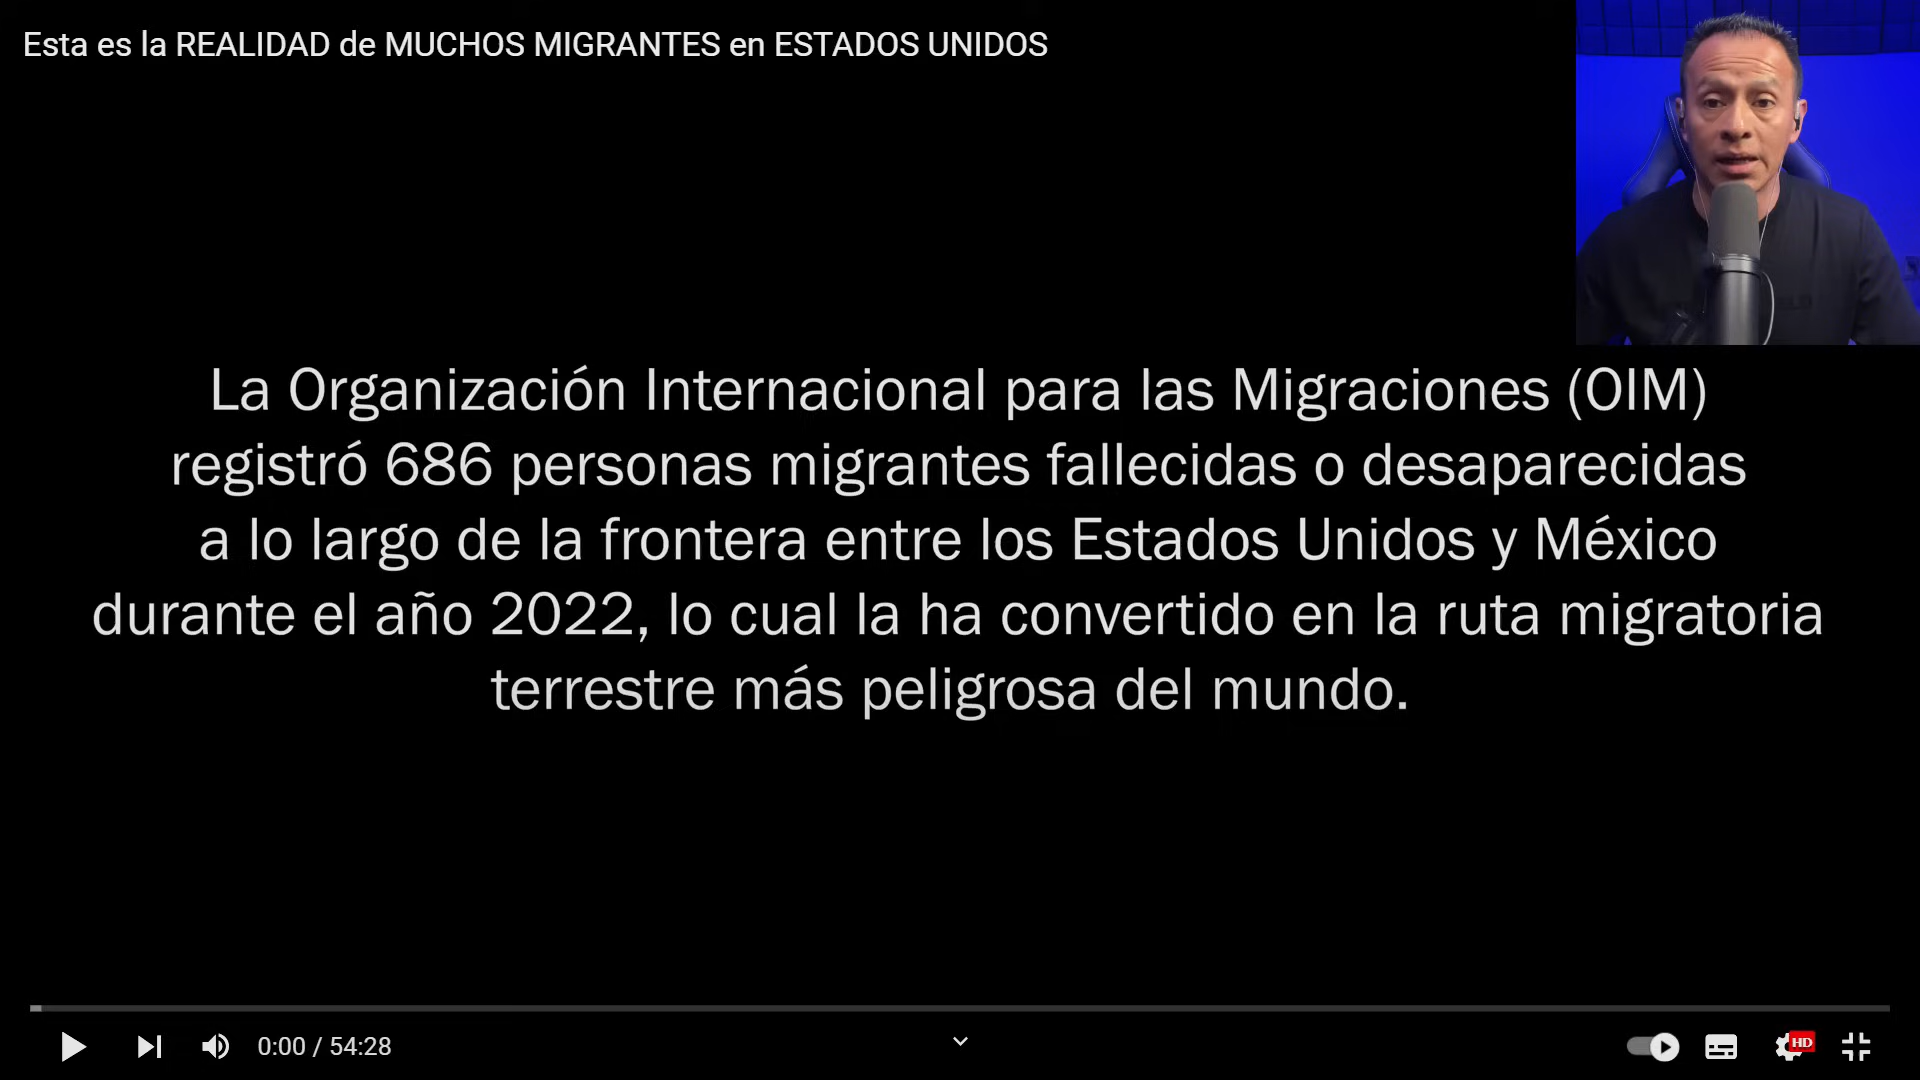 Esta es la REALIDAD de MUCHOS MIGRANTES en ESTADOS UNIDOS
La Organización Internacional para las Migraciones (OIM)
registró 686 personas migrantes fallecidas o desaparecidas
a lo largo de la frontera entre los Estados Unidos y México
durante el año 2022, lo cual la ha convertido en la ruta migratoria
terrestre más peligrosa del mundo.
0:00 / 54:28
HD